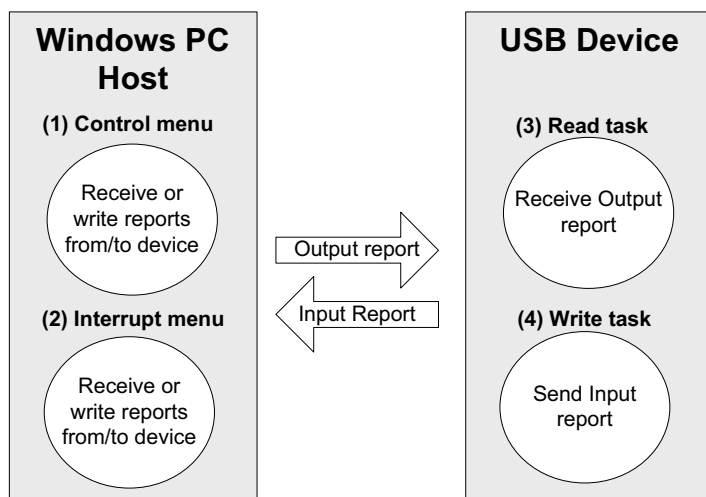 Windows PC
Host
(1) Control menu
Receive or
write reports
from/to device
(2) Interrupt menu
Receive or
write reports
from/to device
Output report
Input Report
USB Device
(3) Read task
Receive Output
report
(4) Write task
Send Input
report